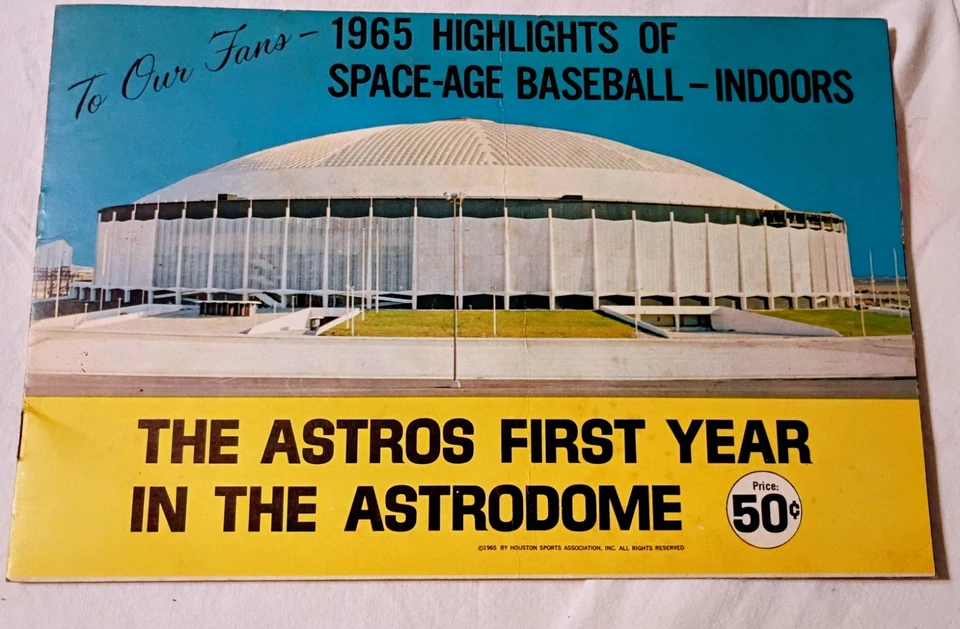 To Our Fans – 1965 HIGHLIGHTS OF
SPACE-AGE BASEBALL – INDOORS
THE ASTROS FIRST YEAR
IN THE ASTRODOME
Price:
50¢
©1965 BY HOUSTON SPORTS ASSOCIATION, INC. ALL RIGHTS RESERVED